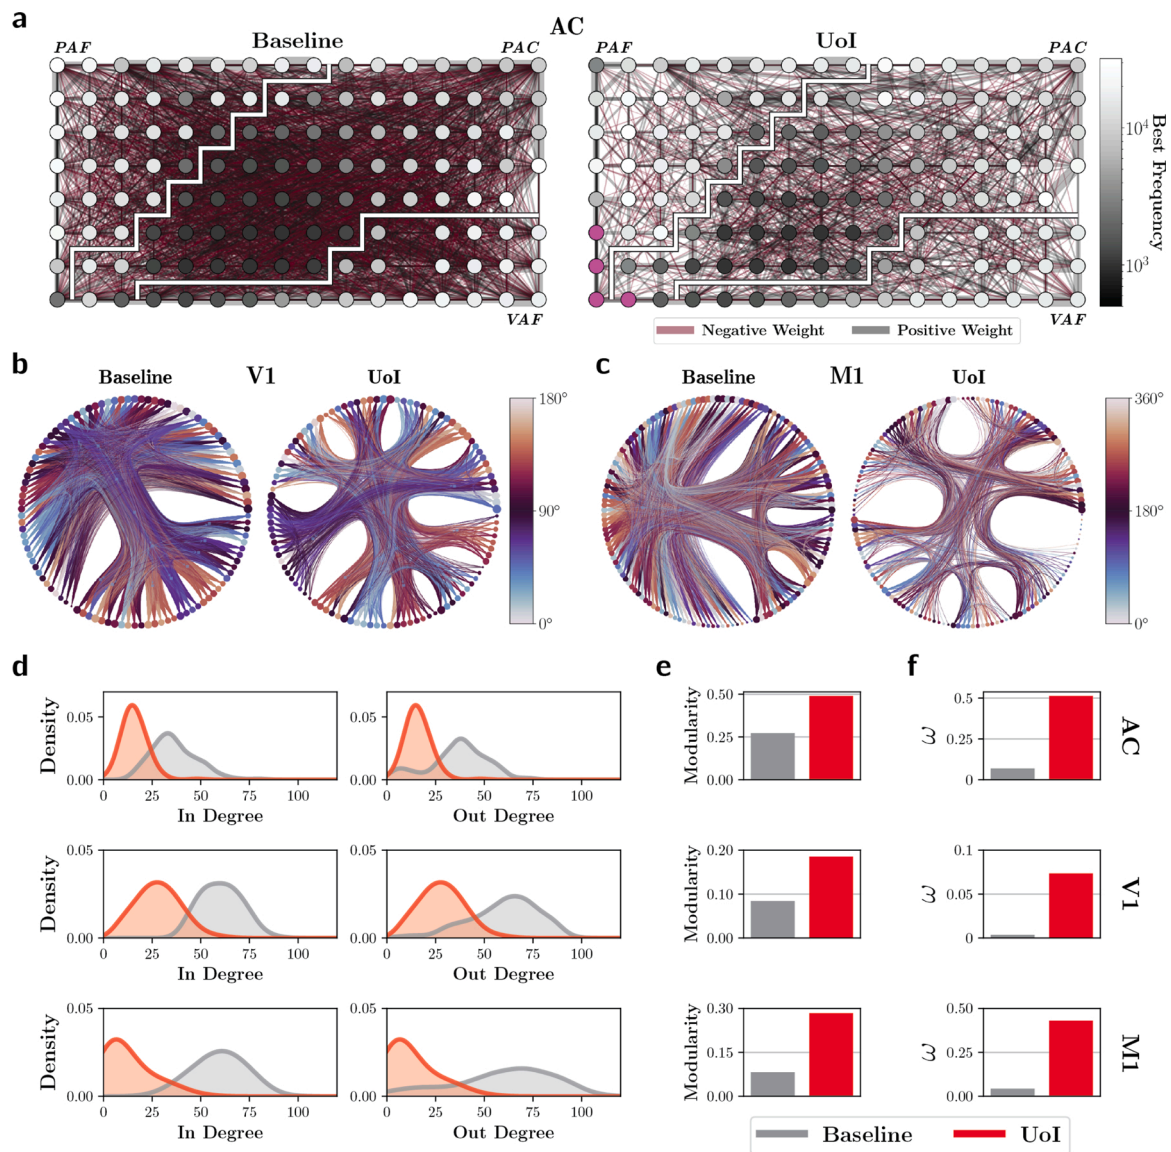 a
AC
Baseline
UoI
PAF
PAC
VAF
PAF
PAC
VAF
10⁴
10³
Best Frequency
Negative Weight
Positive Weight
b
V1
Baseline
UoI
180°
90°
0°
c
M1
Baseline
UoI
360°
180°
0°
d
e
f
Density
0.05
0.00
0 25 50 75 100
In Degree
0.05
0.00
0 25 50 75 100
Out Degree
Modularity
0.50
0.25
0.00
ω
0.5
0.25
0
AC
Density
0.05
0.00
0 25 50 75 100
In Degree
0.05
0.00
0 25 50 75 100
Out Degree
Modularity
0.20
0.10
0.00
ω
0.1
0.05
0
V1
Density
0.05
0.00
0 25 50 75 100
In Degree
0.05
0.00
0 25 50 75 100
Out Degree
Modularity
0.30
0.15
0.00
ω
0.50
0.25
0.00
M1
Baseline
UoI